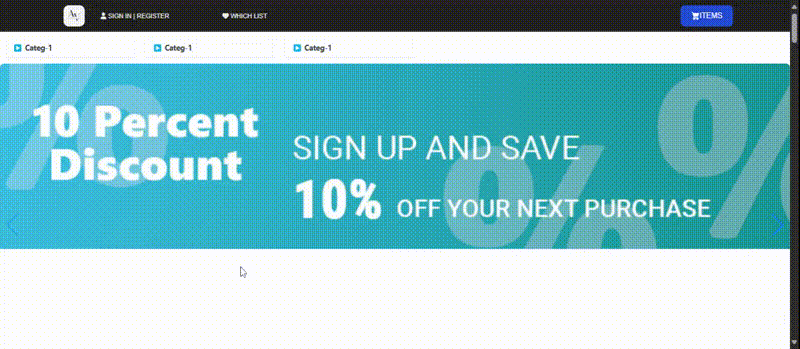 SIGN IN | REGISTER
WHICH LIST
ITEMS
Categ-1
Categ-1
Categ-1
10 Percent
Discount
SIGN UP AND SAVE
10% OFF YOUR NEXT PURCHASE
%
%
%